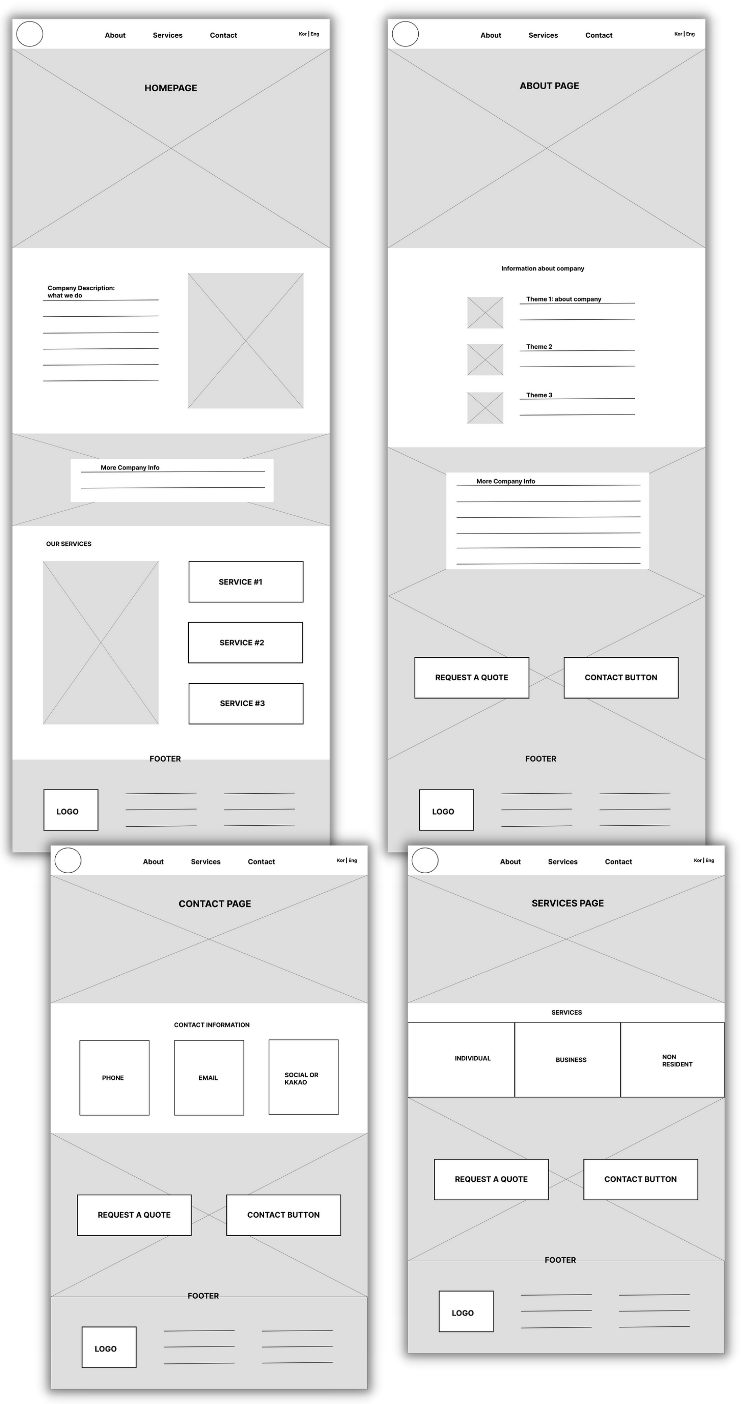 About Services Contact Kor | Eng
HOMEPAGE
Company Description:
what we do
More Company Info
OUR SERVICES
SERVICE #1
SERVICE #2
SERVICE #3
FOOTER
LOGO
About Services Contact Kor | Eng
ABOUT PAGE
Information about company
Theme 1: about company
Theme 2
Theme 3
More Company Info
REQUEST A QUOTE CONTACT BUTTON
FOOTER
LOGO
About Services Contact Kor | Eng
CONTACT PAGE
CONTACT INFORMATION
PHONE EMAIL SOCIAL OR
KAKAO
REQUEST A QUOTE CONTACT BUTTON
FOOTER
LOGO
About Services Contact Kor | Eng
SERVICES PAGE
SERVICES
INDIVIDUAL BUSINESS NON
RESIDENT
REQUEST A QUOTE CONTACT BUTTON
FOOTER
LOGO